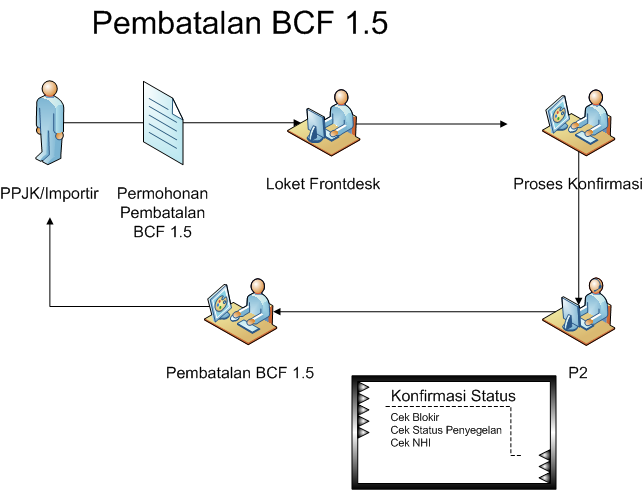 Pembatalan BCF 1.5
PPJK/Importir
Permohonan
Pembatalan
BCF 1.5
Loket Frontdesk
Proses Konfirmasi
Pembatalan BCF 1.5
P2
Konfirmasi Status
Cek Blokir
Cek Status Penyegelan
Cek NHI